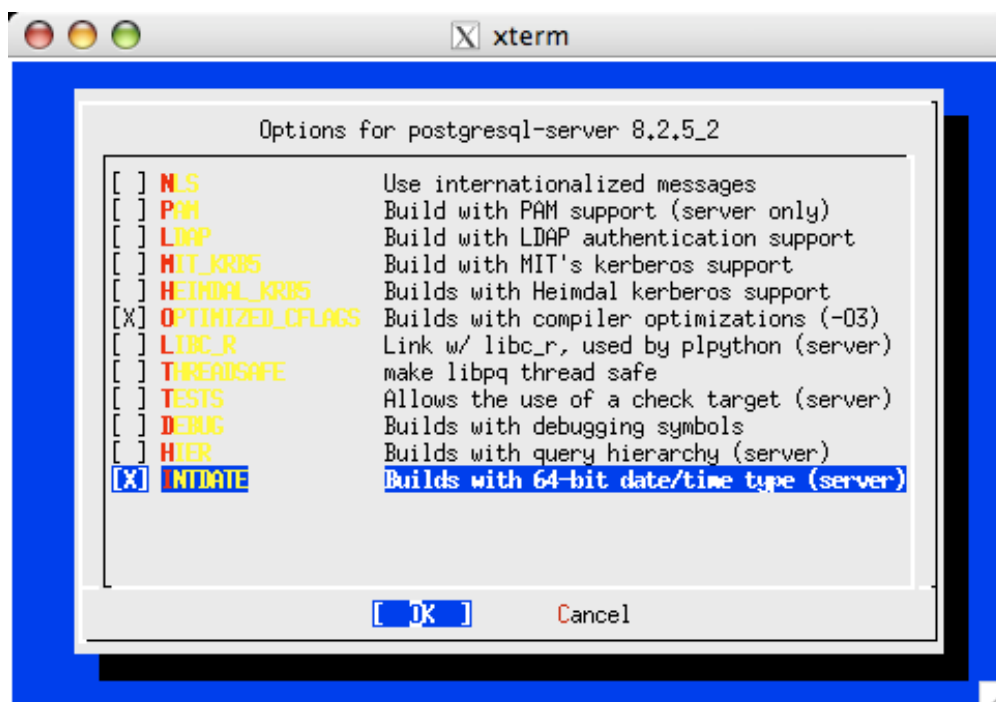 X xterm
Options for postgresql-server 8.2.5_2
[ ] NLS Use internationalized messages
[ ] PAM Build with PAM support (server only)
[ ] LDAP Build with LDAP authentication support
[ ] MIT_KRB5 Build with MIT's kerberos support
[ ] HEIMDAL_KRB5 Builds with Heimdal kerberos support
[X] OPTIMIZED_CFLAGS Builds with compiler optimizations (-O3)
[ ] LIBC_R Link w/ libc_r, used by plpython (server)
[ ] THREADSAFE make libpq thread safe
[ ] TESTS Allows the use of a check target (server)
[ ] DEBUG Builds with debugging symbols
[ ] HIER Builds with query hierarchy (server)
[X] INTDATE Builds with 64-bit date/time type (server)
[ OK ] Cancel